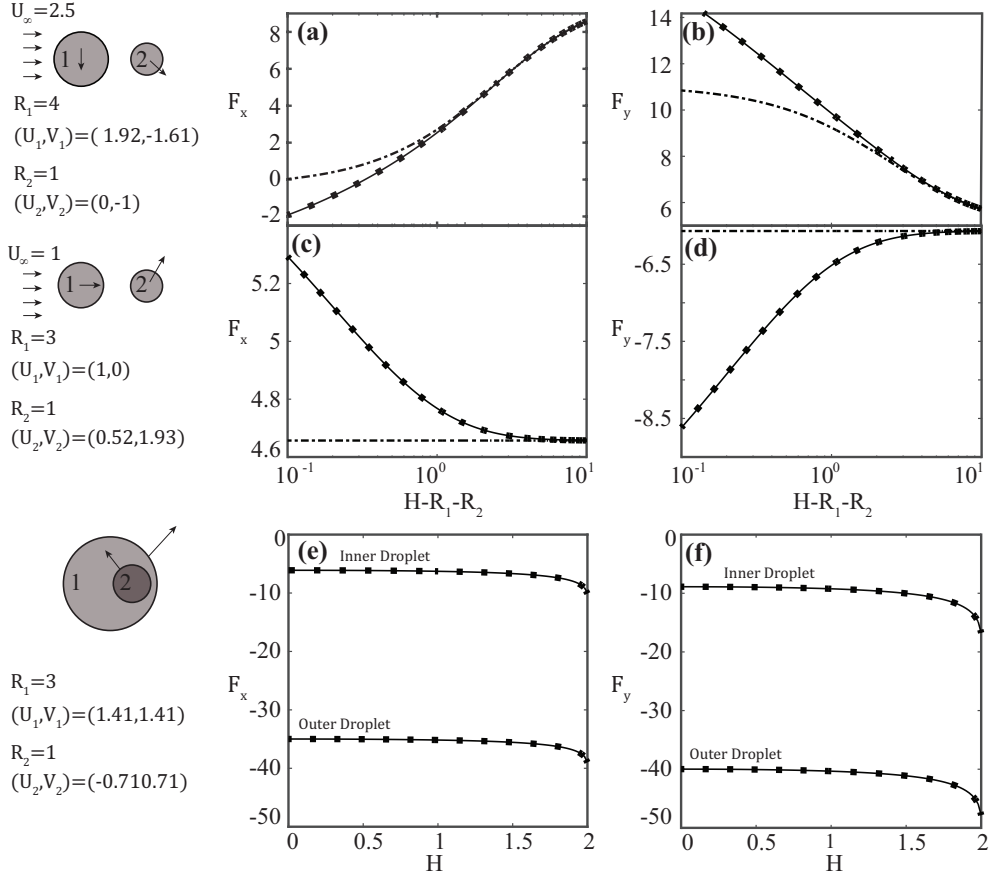 U∞=2.5
1
2
R₁=4
(U₁,V₁)=( 1.92,-1.61)
R₂=1
(U₂,V₂)=(0,-1)
(a)
Fₓ
8
6
4
2
0
-2
(b)
F_y
14
12
10
8
6
U∞= 1
1
2
R₁=3
(U₁,V₁)=(1,0)
R₂=1
(U₂,V₂)=(0.52,1.93)
(c)
Fₓ
5.2
5
4.8
4.6
10⁻¹
10⁰
10¹
H-R₁-R₂
(d)
F_y
-6.5
-7.5
-8.5
10⁻¹
10⁰
10¹
H-R₁-R₂
1
2
R₁=3
(U₁,V₁)=(1.41,1.41)
R₂=1
(U₂,V₂)=(-0.710.71)
(e)
Inner Droplet
Outer Droplet
Fₓ
0
-10
-20
-30
-40
-50
0
0.5
1
1.5
2
H
(f)
Inner Droplet
Outer Droplet
F_y
0
-10
-20
-30
-40
-50
0
0.5
1
1.5
2
H